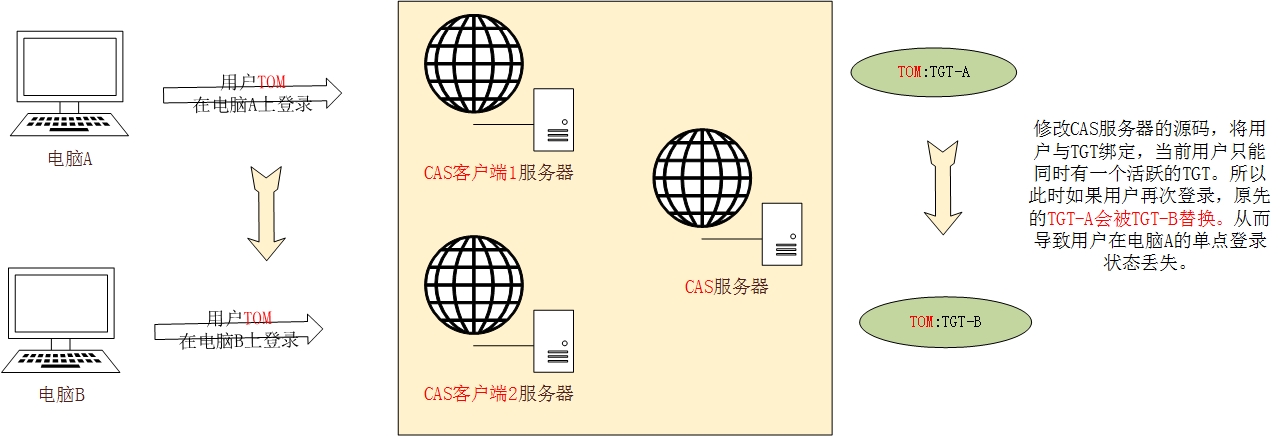 用户TOM
在电脑A上登录
电脑A
CAS客户端1服务器
TOM:TGT-A
修改CAS服务器的源码，将用
户与TGT绑定，当前用户只能
同时有一个活跃的TGT。所以
此时如果用户再次登录，原先
的TGT-A会被TGT-B替换。从而
导致用户在电脑A的单点登录
状态丢失。
CAS服务器
用户TOM
在电脑B上登录
电脑B
CAS客户端2服务器
TOM:TGT-B